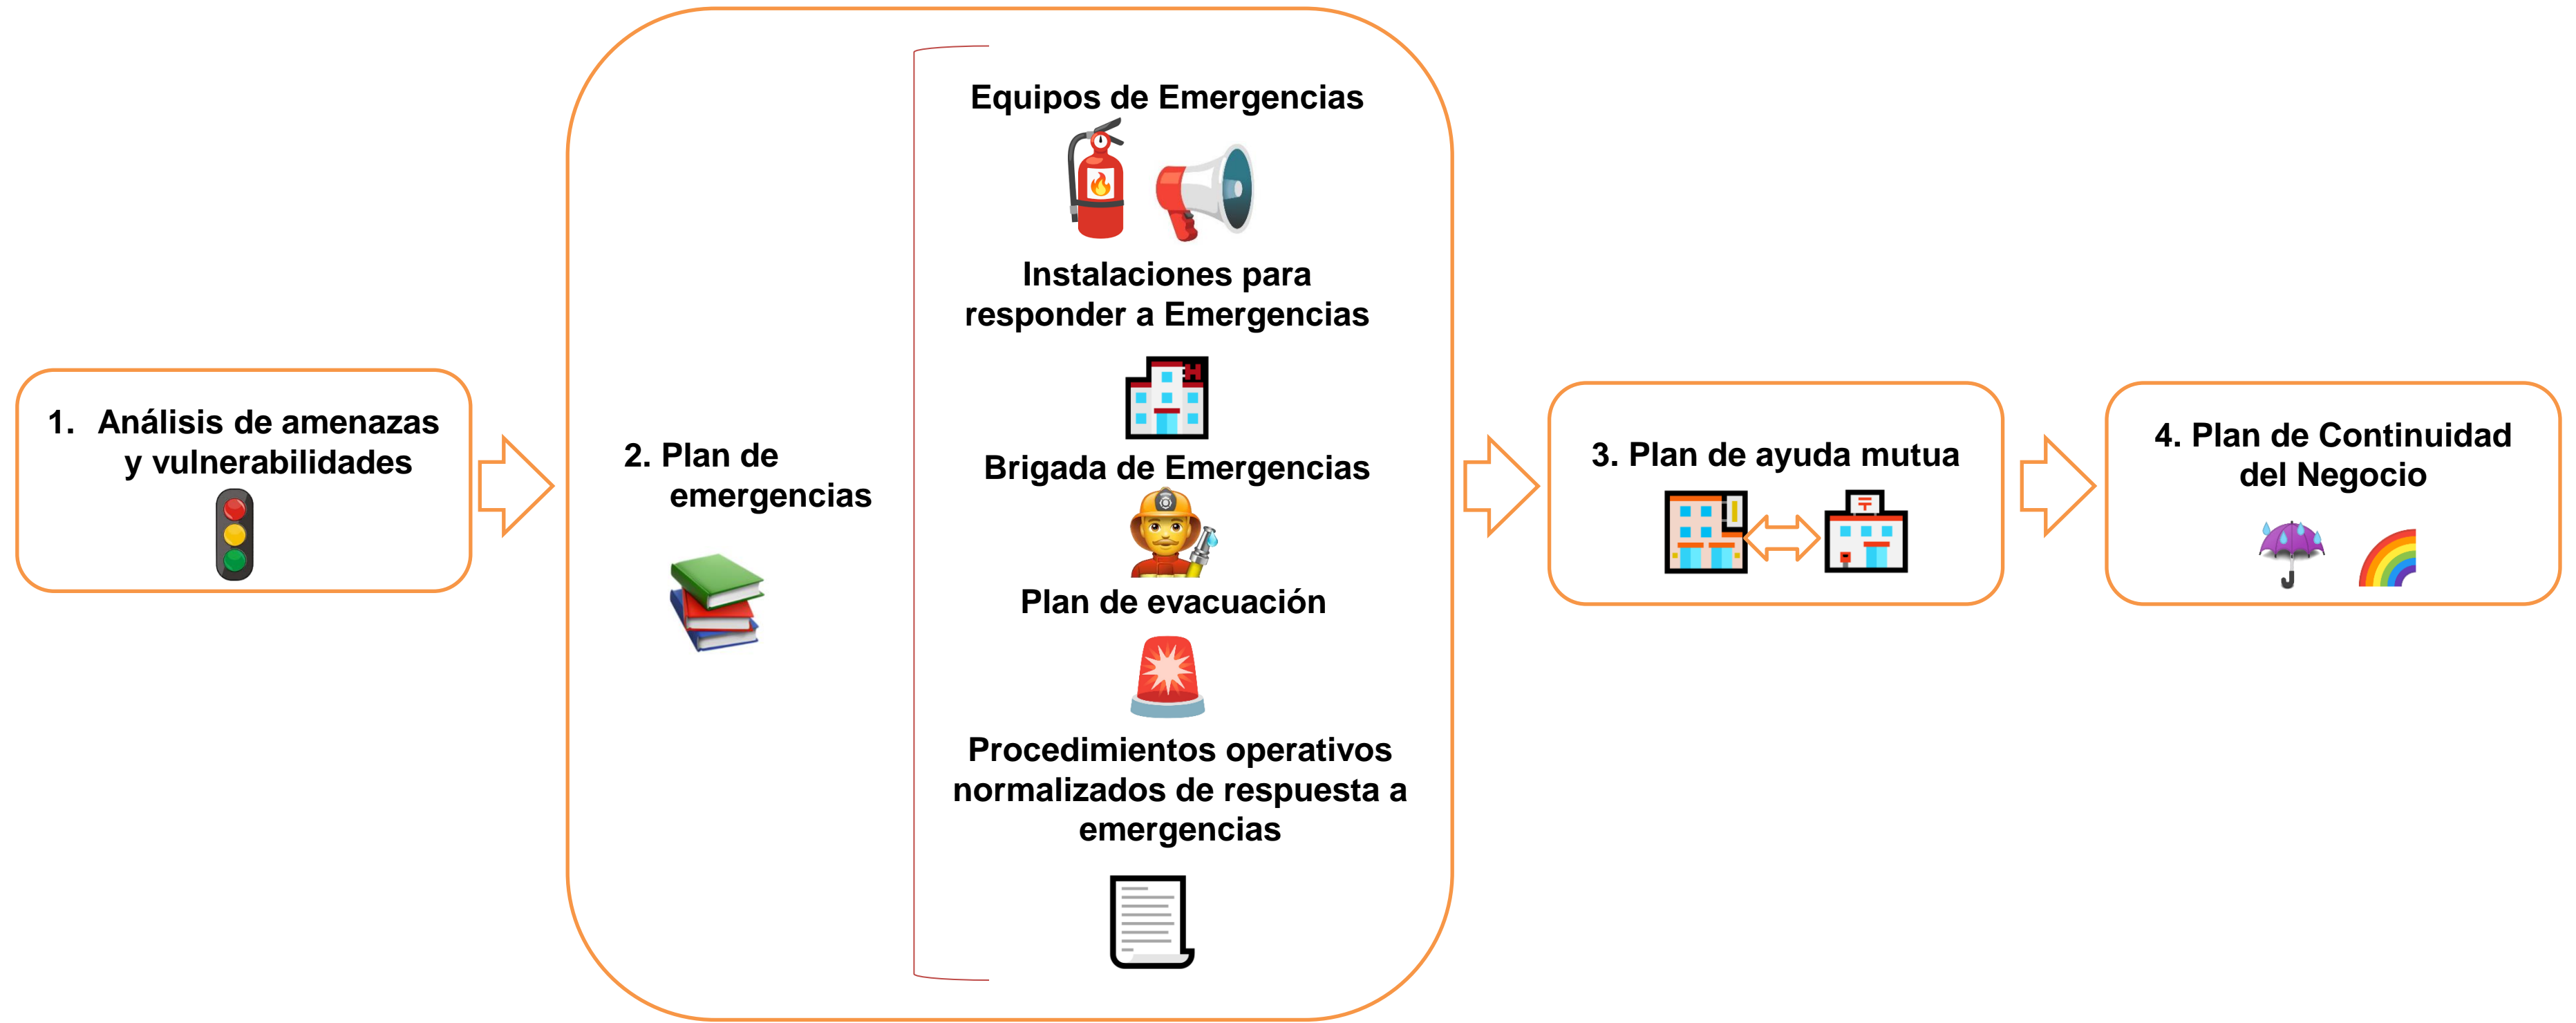 1. Análisis de amenazas
y vulnerabilidades
2. Plan de
emergencias
Equipos de Emergencias
Instalaciones para
responder a Emergencias
H
Brigada de Emergencias
Plan de evacuación
Procedimientos operativos
normalizados de respuesta a
emergencias
3. Plan de ayuda mutua
4. Plan de Continuidad
del Negocio